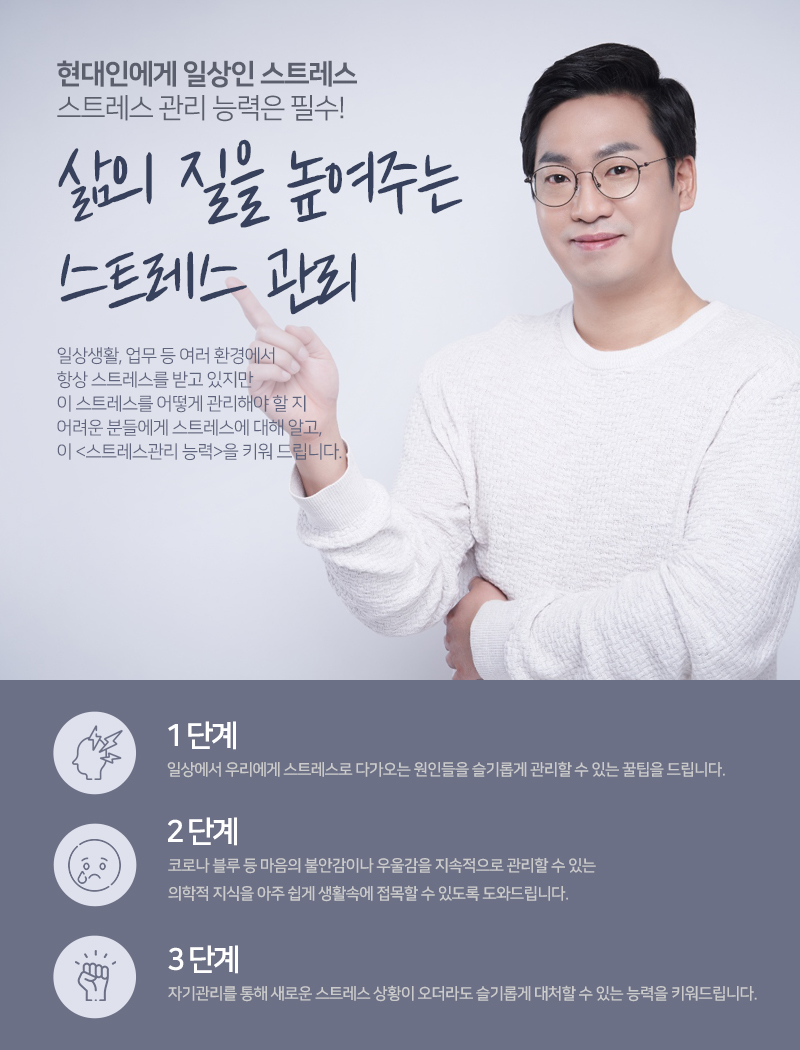 현대인에게 일상인 스트레스
스트레스 관리 능력은 필수!
삶의 질을 높여주는
스트레스 관리
일상생활, 업무 등 여러 환경에서
항상 스트레스를 받고 있지만
이 스트레스를 어떻게 관리해야 할 지
어려운 분들에게 스트레스에 대해 알고,
이 <스트레스관리 능력>을 키워 드립니다.
1 단계
일상에서 우리에게 스트레스로 다가오는 원인들을 슬기롭게 관리할 수 있는 꿀팁을 드립니다.
2 단계
코로나 블루 등 마음의 불안감이나 우울감을 지속적으로 관리할 수 있는
의학적 지식을 아주 쉽게 생활속에 접목할 수 있도록 도와드립니다.
3 단계
자기관리를 통해 새로운 스트레스 상황이 오더라도 슬기롭게 대처할 수 있는 능력을 키워드립니다.